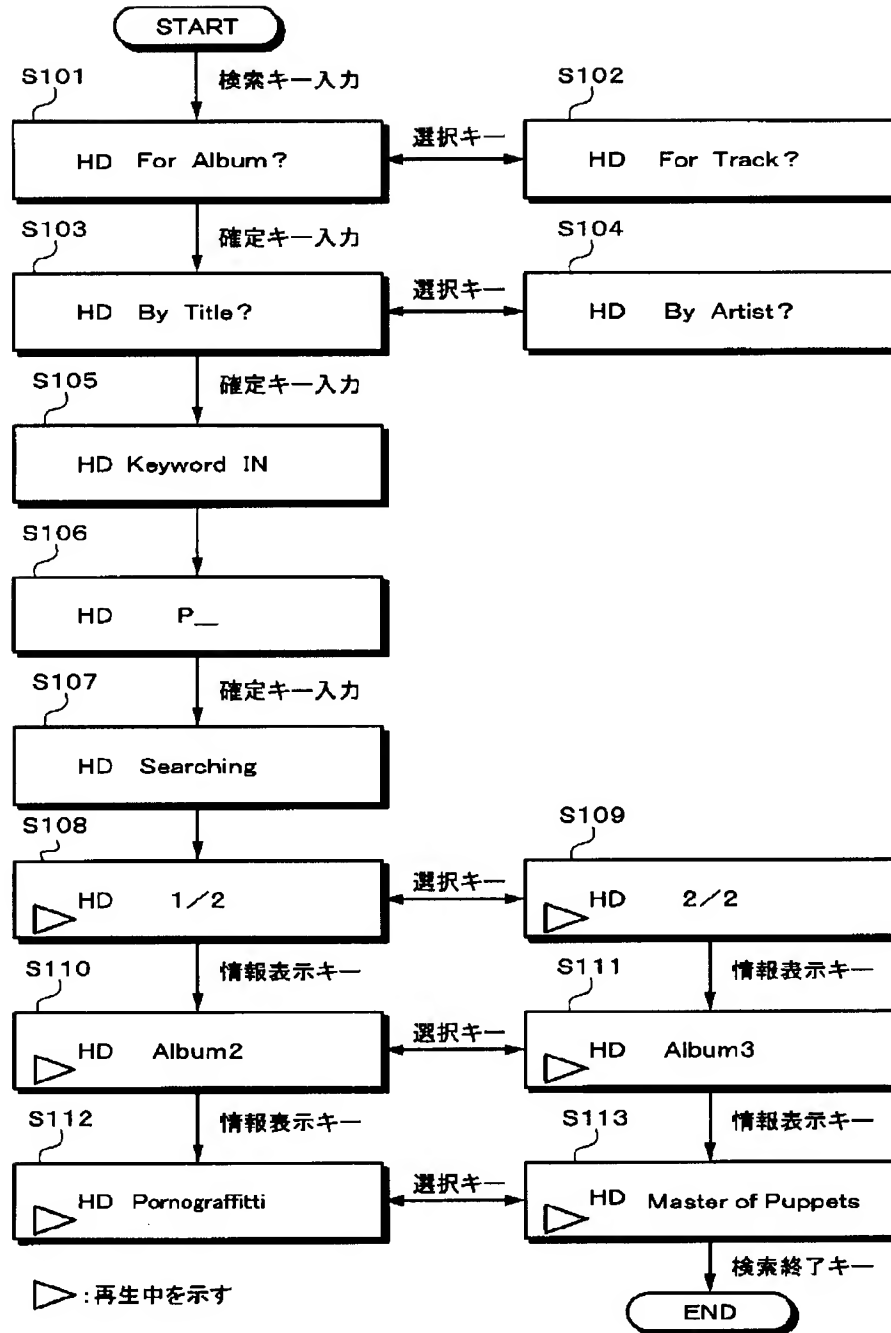 START
S101
検索キー入力
S102
HD For Album?
選択キー
HD For Track?
S103
確定キー入力
S104
HD By Title?
選択キー
HD By Artist?
S105
確定キー入力
HD Keyword IN
S106
HD P__
S107
確定キー入力
HD Searching
S108
S109
HD 1／2
選択キー
HD 2／2
S110
情報表示キー
S111
情報表示キー
HD Album2
選択キー
HD Album3
S112
情報表示キー
S113
情報表示キー
HD Pornograffitti
選択キー
HD Master of Puppets
検索終了キー
▷:再生中を示す
END